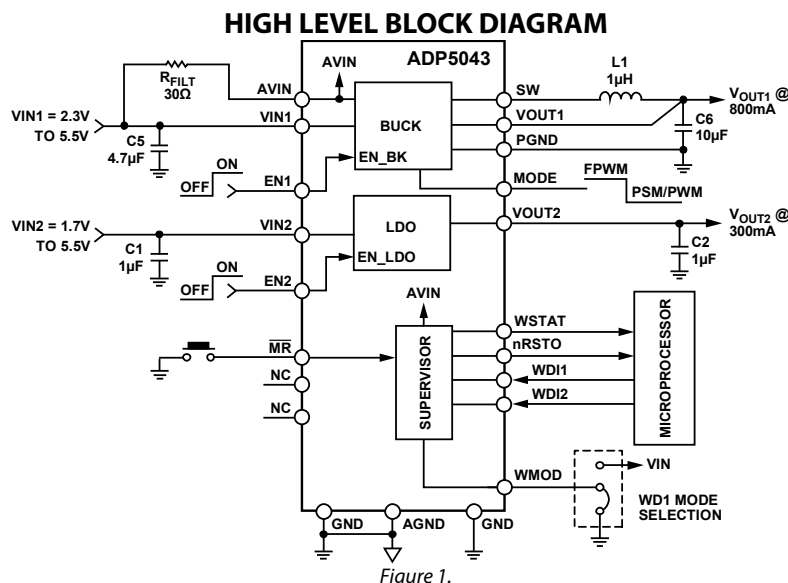 HIGH LEVEL BLOCK DIAGRAM
ADP5043
AVIN
RFILT
30Ω
AVIN
VIN1 = 2.3V
TO 5.5V
VIN1
C5
4.7µF
BUCK
EN_BK
SW
L1
1µH
VOUT1 @
800mA
VOUT1
C6
10µF
PGND
ON
OFF
EN1
MODE
FPWM
PSM/PWM
VIN2 = 1.7V
TO 5.5V
VIN2
C1
1µF
LDO
EN_LDO
VOUT2
VOUT2 @
300mA
C2
1µF
ON
OFF
EN2
AVIN
MR
NC
NC
SUPERVISOR
WSTAT
nRSTO
WDI1
WDI2
MICROPROCESSOR
WMOD
VIN
WD1 MODE
SELECTION
GND
AGND
GND
Figure 1.